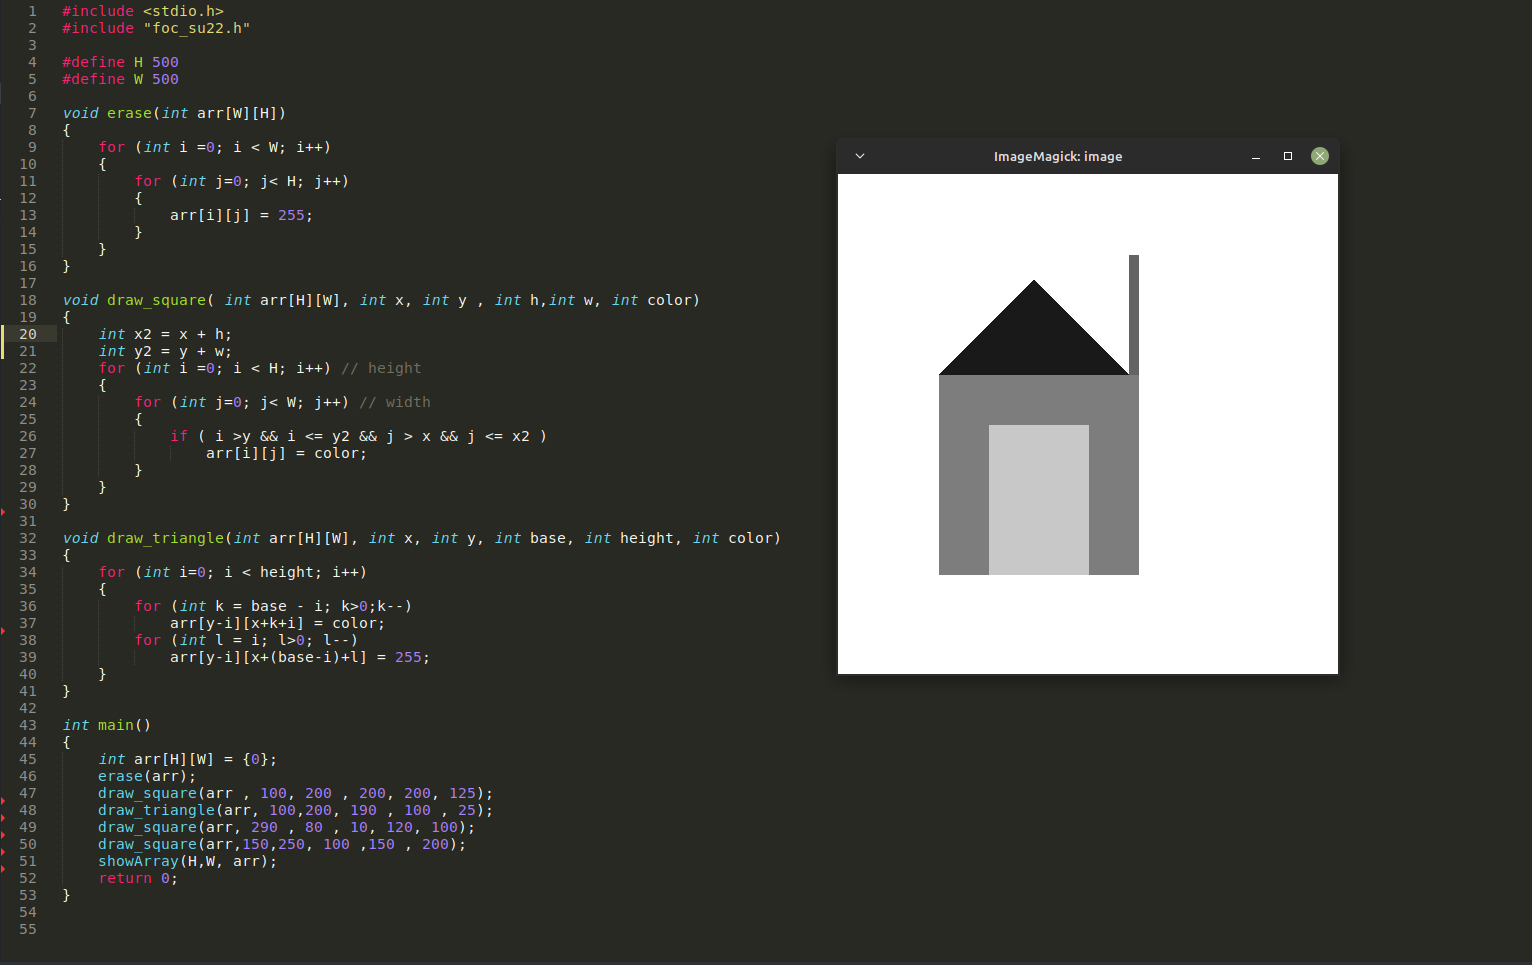 1 #include <stdio.h>
2 #include "foc_su22.h"
3
4 #define H 500
5 #define W 500
6
7 void erase(int arr[W][H])
8 {
9     for (int i =0; i < W; i++)
10     {
11         for (int j=0; j< H; j++)
12         {
13             arr[i][j] = 255;
14         }
15     }
16 }
17
18 void draw_square( int arr[H][W], int x, int y , int h,int w, int color)
19 {
20     int x2 = x + h;
21     int y2 = y + w;
22     for (int i =0; i < H; i++) // height
23     {
24         for (int j=0; j< W; j++) // width
25         {
26             if ( i >y && i <= y2 && j > x && j <= x2 )
27                 arr[i][j] = color;
28         }
29     }
30 }
31
32 void draw_triangle(int arr[H][W], int x, int y, int base, int height, int color)
33 {
34     for (int i=0; i < height; i++)
35     {
36         for (int k = base - i; k>0;k--)
37             arr[y-i][x+k+i] = color;
38         for (int l = i; l>0; l--)
39             arr[y-i][x+(base-i)+l] = 255;
40     }
41 }
42
43 int main()
44 {
45     int arr[H][W] = {0};
46     erase(arr);
47     draw_square(arr , 100, 200 , 200, 200, 125);
48     draw_triangle(arr, 100,200, 190 , 100 , 25);
49     draw_square(arr, 290 , 80 , 10, 120, 100);
50     draw_square(arr,150,250, 100 ,150 , 200);
51     showArray(H,W, arr);
52     return 0;
53 }
54
55
ImageMagick: image